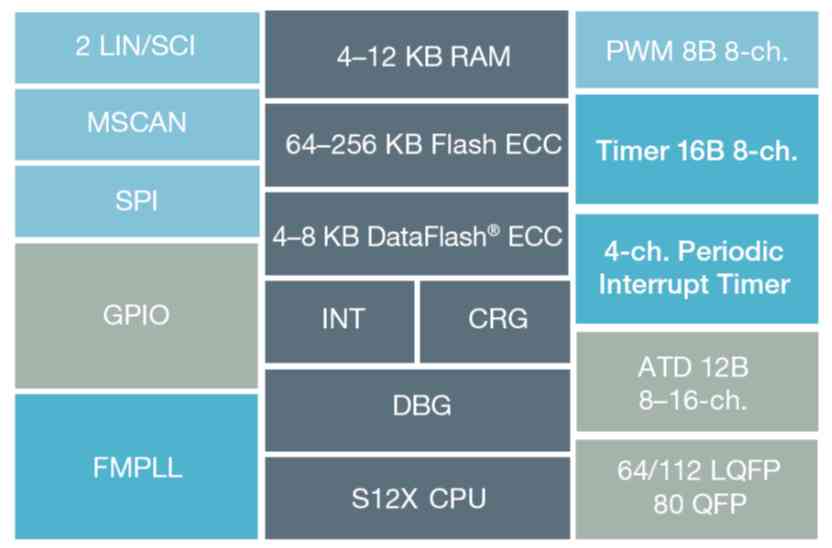 2 LIN/SCI
MSCAN
SPI
GPIO
FMPLL
4–12 KB RAM
64–256 KB Flash ECC
4–8 KB DataFlash® ECC
INT
CRG
DBG
S12X CPU
PWM 8B 8-ch.
Timer 16B 8-ch.
4-ch. Periodic
Interrupt Timer
ATD 12B
8–16-ch.
64/112 LQFP
80 QFP